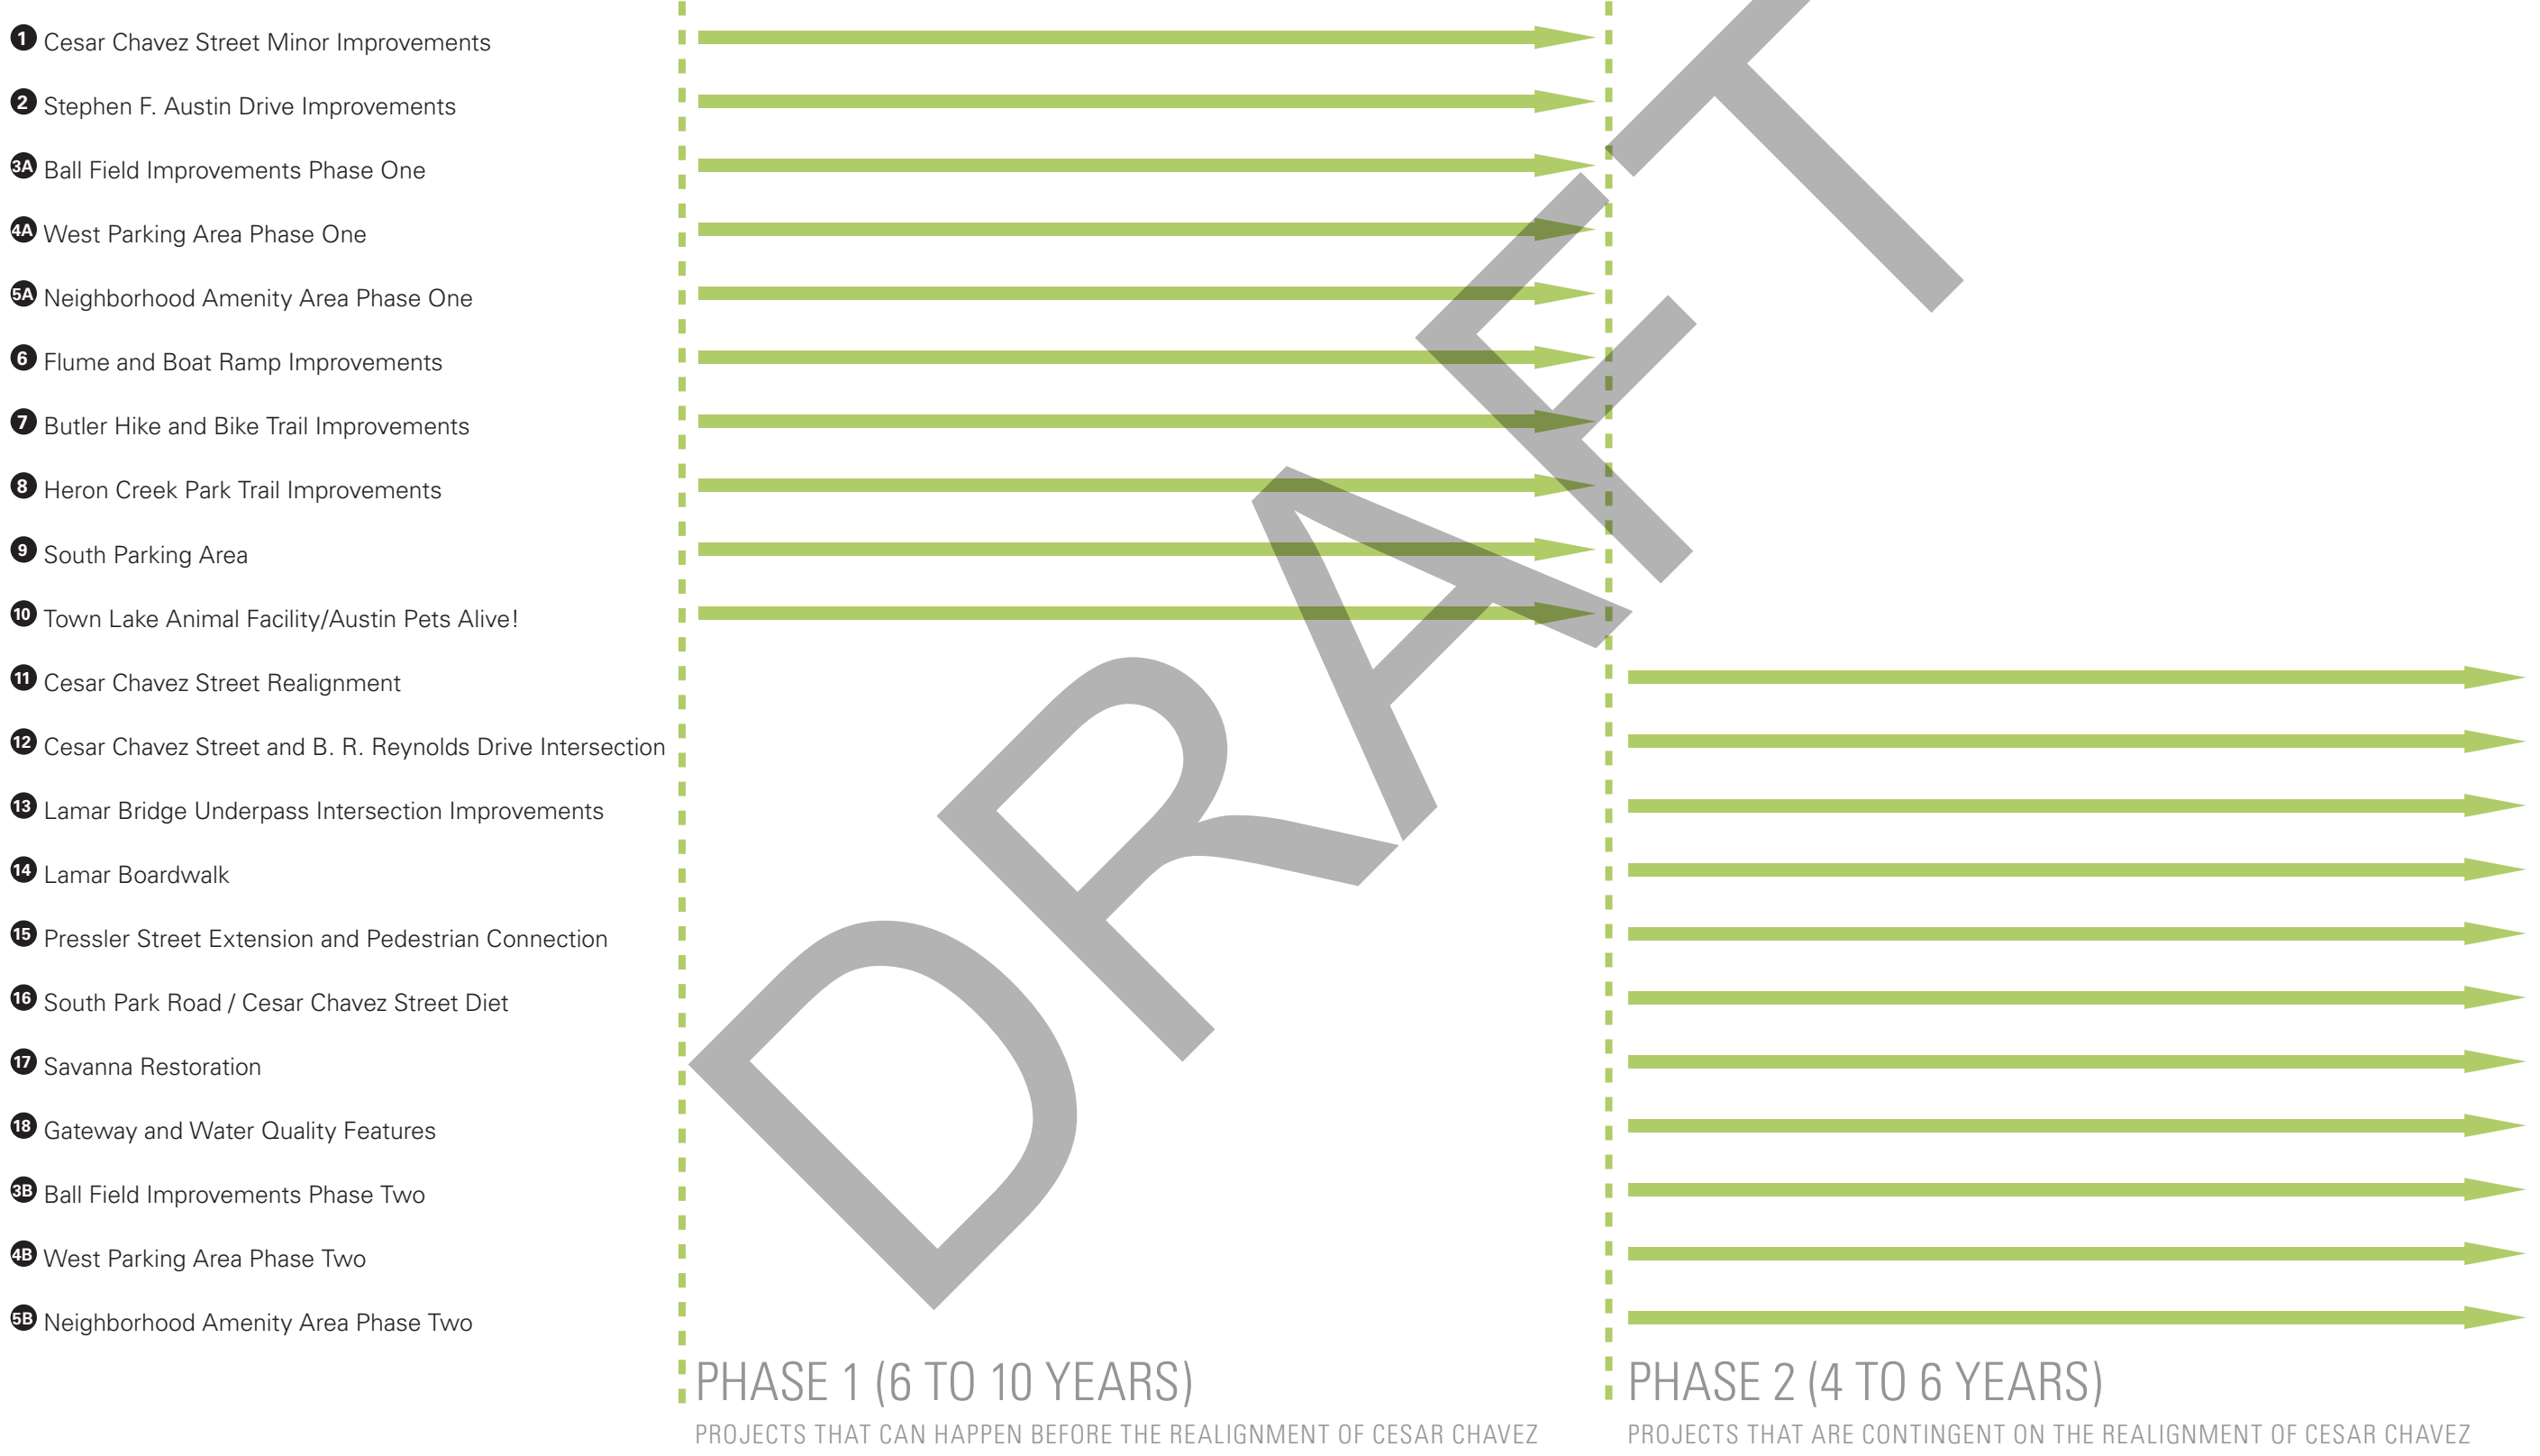 1 Cesar Chavez Street Minor Improvements
2 Stephen F. Austin Drive Improvements
3A Ball Field Improvements Phase One
4A West Parking Area Phase One
5A Neighborhood Amenity Area Phase One
6 Flume and Boat Ramp Improvements
7 Butler Hike and Bike Trail Improvements
8 Heron Creek Park Trail Improvements
9 South Parking Area
10 Town Lake Animal Facility/Austin Pets Alive!
11 Cesar Chavez Street Realignment
12 Cesar Chavez Street and B. R. Reynolds Drive Intersection
13 Lamar Bridge Underpass Intersection Improvements
14 Lamar Boardwalk
15 Pressler Street Extension and Pedestrian Connection
16 South Park Road / Cesar Chavez Street Diet
17 Savanna Restoration
18 Gateway and Water Quality Features
3B Ball Field Improvements Phase Two
4B West Parking Area Phase Two
5B Neighborhood Amenity Area Phase Two
DRAFT
PHASE 1 (6 TO 10 YEARS)
PROJECTS THAT CAN HAPPEN BEFORE THE REALIGNMENT OF CESAR CHAVEZ
PHASE 2 (4 TO 6 YEARS)
PROJECTS THAT ARE CONTINGENT ON THE REALIGNMENT OF CESAR CHAVEZ